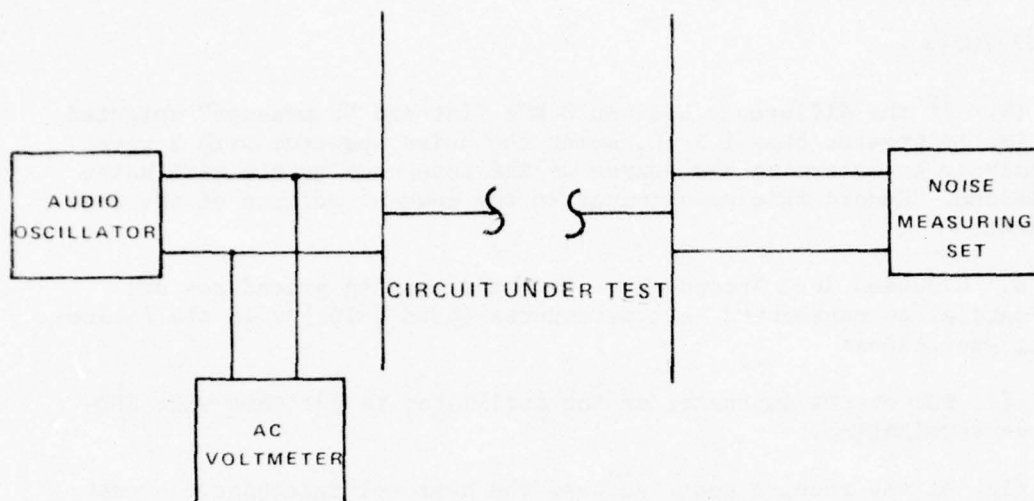 AUDIO
OSCILLATOR
NOISE
MEASURING
SET
CIRCUIT UNDER TEST
AC
VOLTMETER